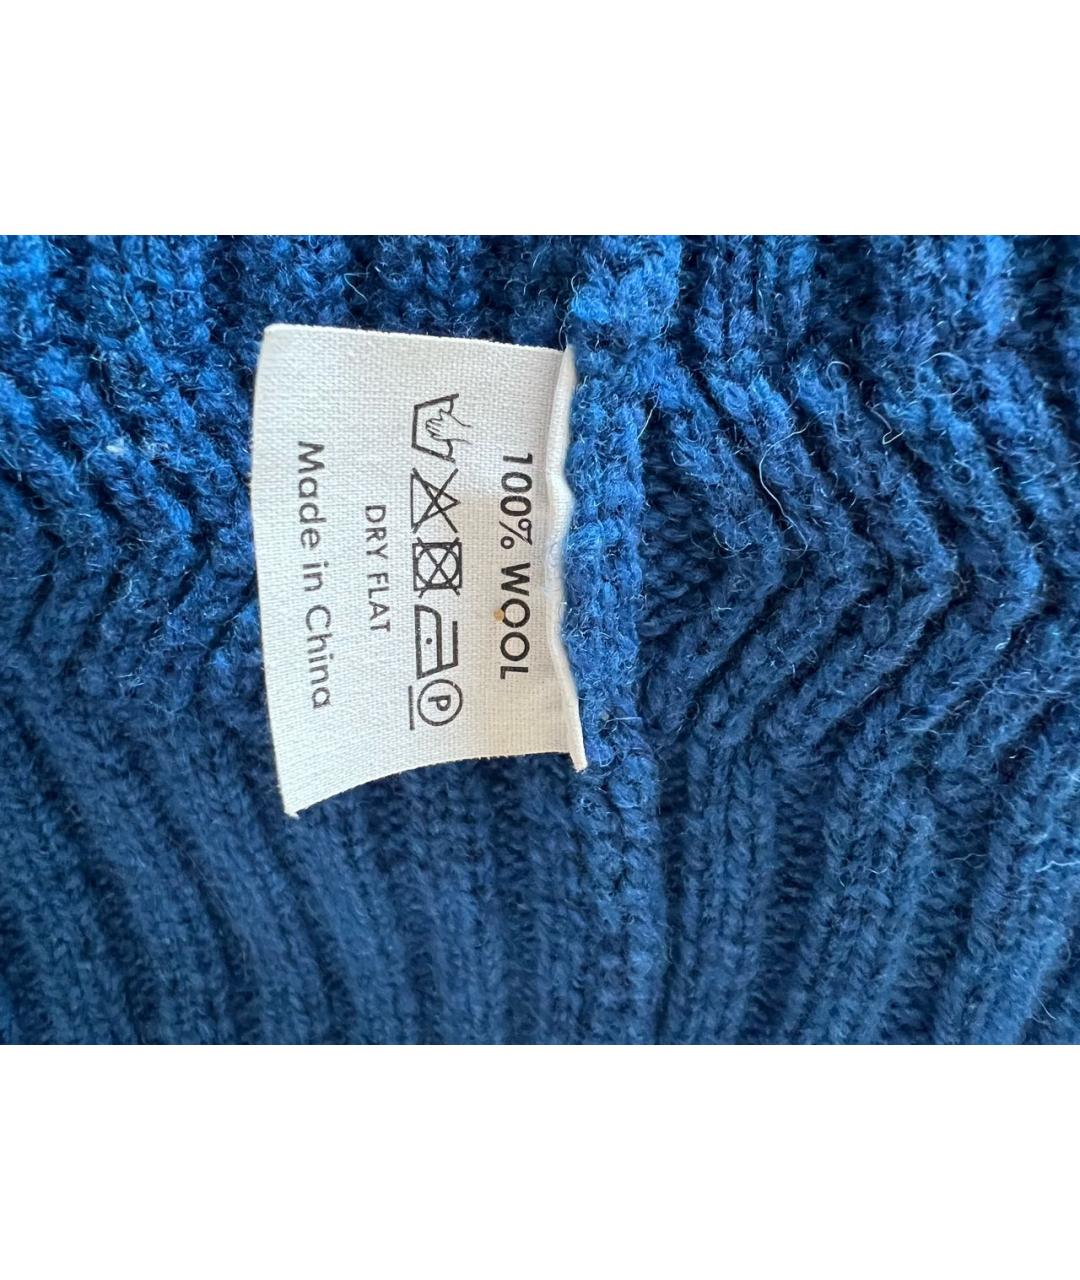 100% WOOL
P
DRY FLAT
Made in China